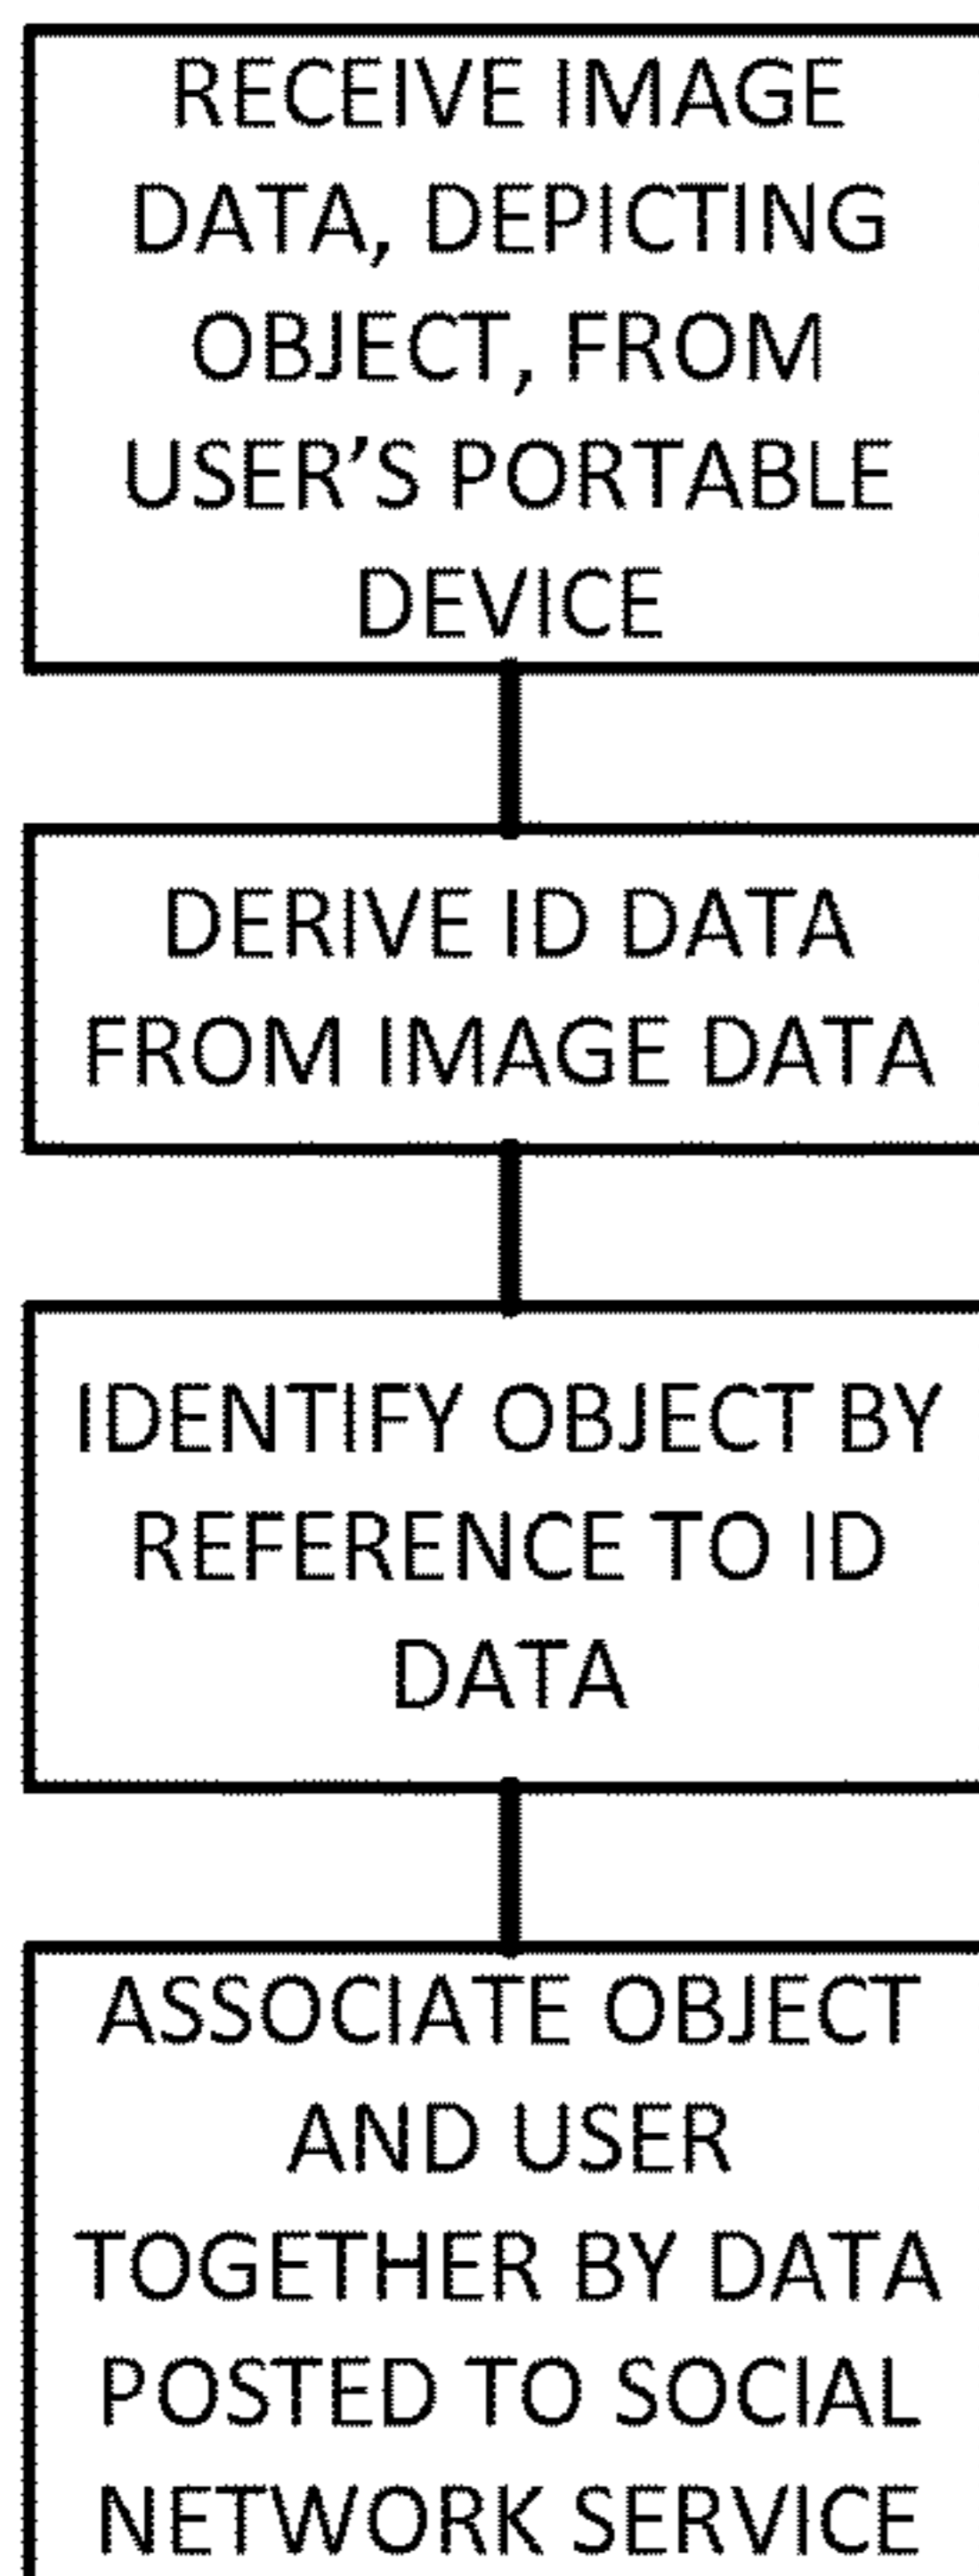 RECEIVE IMAGE
DATA, DEPICTING
OBJECT, FROM
USER’S PORTABLE
DEVICE
DERIVE ID DATA
FROM IMAGE DATA
IDENTIFY OBJECT BY
REFERENCE TO ID
DATA
ASSOCIATE OBJECT
AND USER
TOGETHER BY DATA
POSTED TO SOCIAL
NETWORK SERVICE